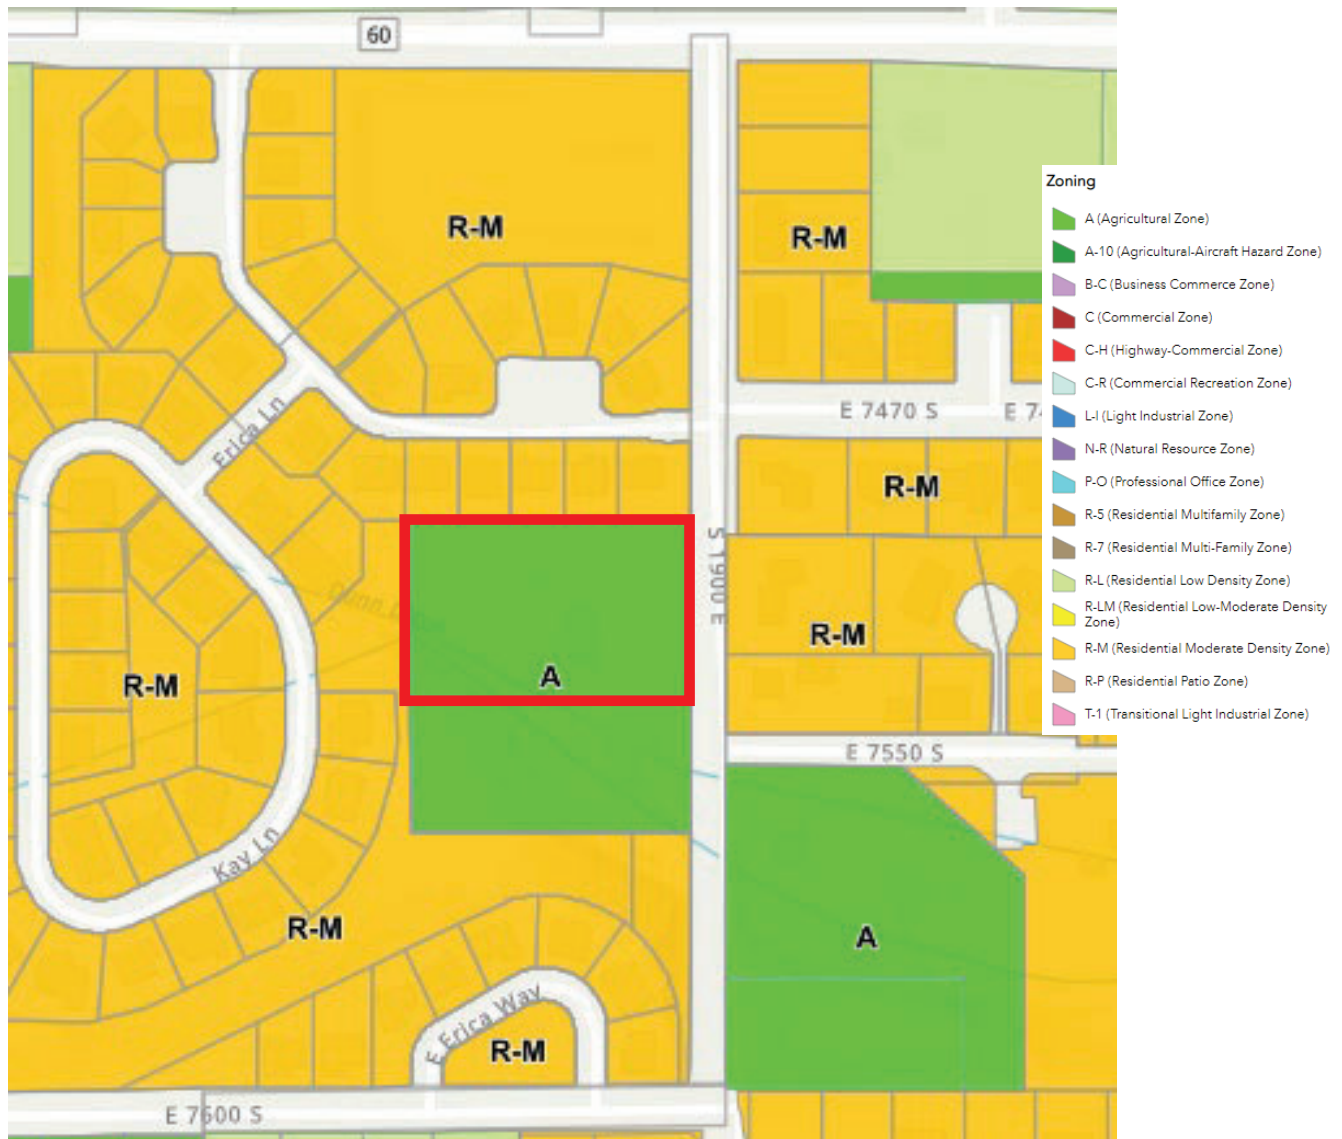 60
R-M
R-M
E 7470 S
E 74
Erica Ln
R-M
S 1900 E
R-M
A
R-M
E 7550 S
Kay Ln
R-M
A
E Erica Way
R-M
E 7600 S
Zoning
A (Agricultural Zone)
A-10 (Agricultural-Aircraft Hazard Zone)
B-C (Business Commerce Zone)
C (Commercial Zone)
C-H (Highway-Commercial Zone)
C-R (Commercial Recreation Zone)
L-I (Light Industrial Zone)
N-R (Natural Resource Zone)
P-O (Professional Office Zone)
R-5 (Residential Multifamily Zone)
R-7 (Residential Multi-Family Zone)
R-L (Residential Low Density Zone)
R-LM (Residential Low-Moderate Density
Zone)
R-M (Residential Moderate Density Zone)
R-P (Residential Patio Zone)
T-1 (Transitional Light Industrial Zone)